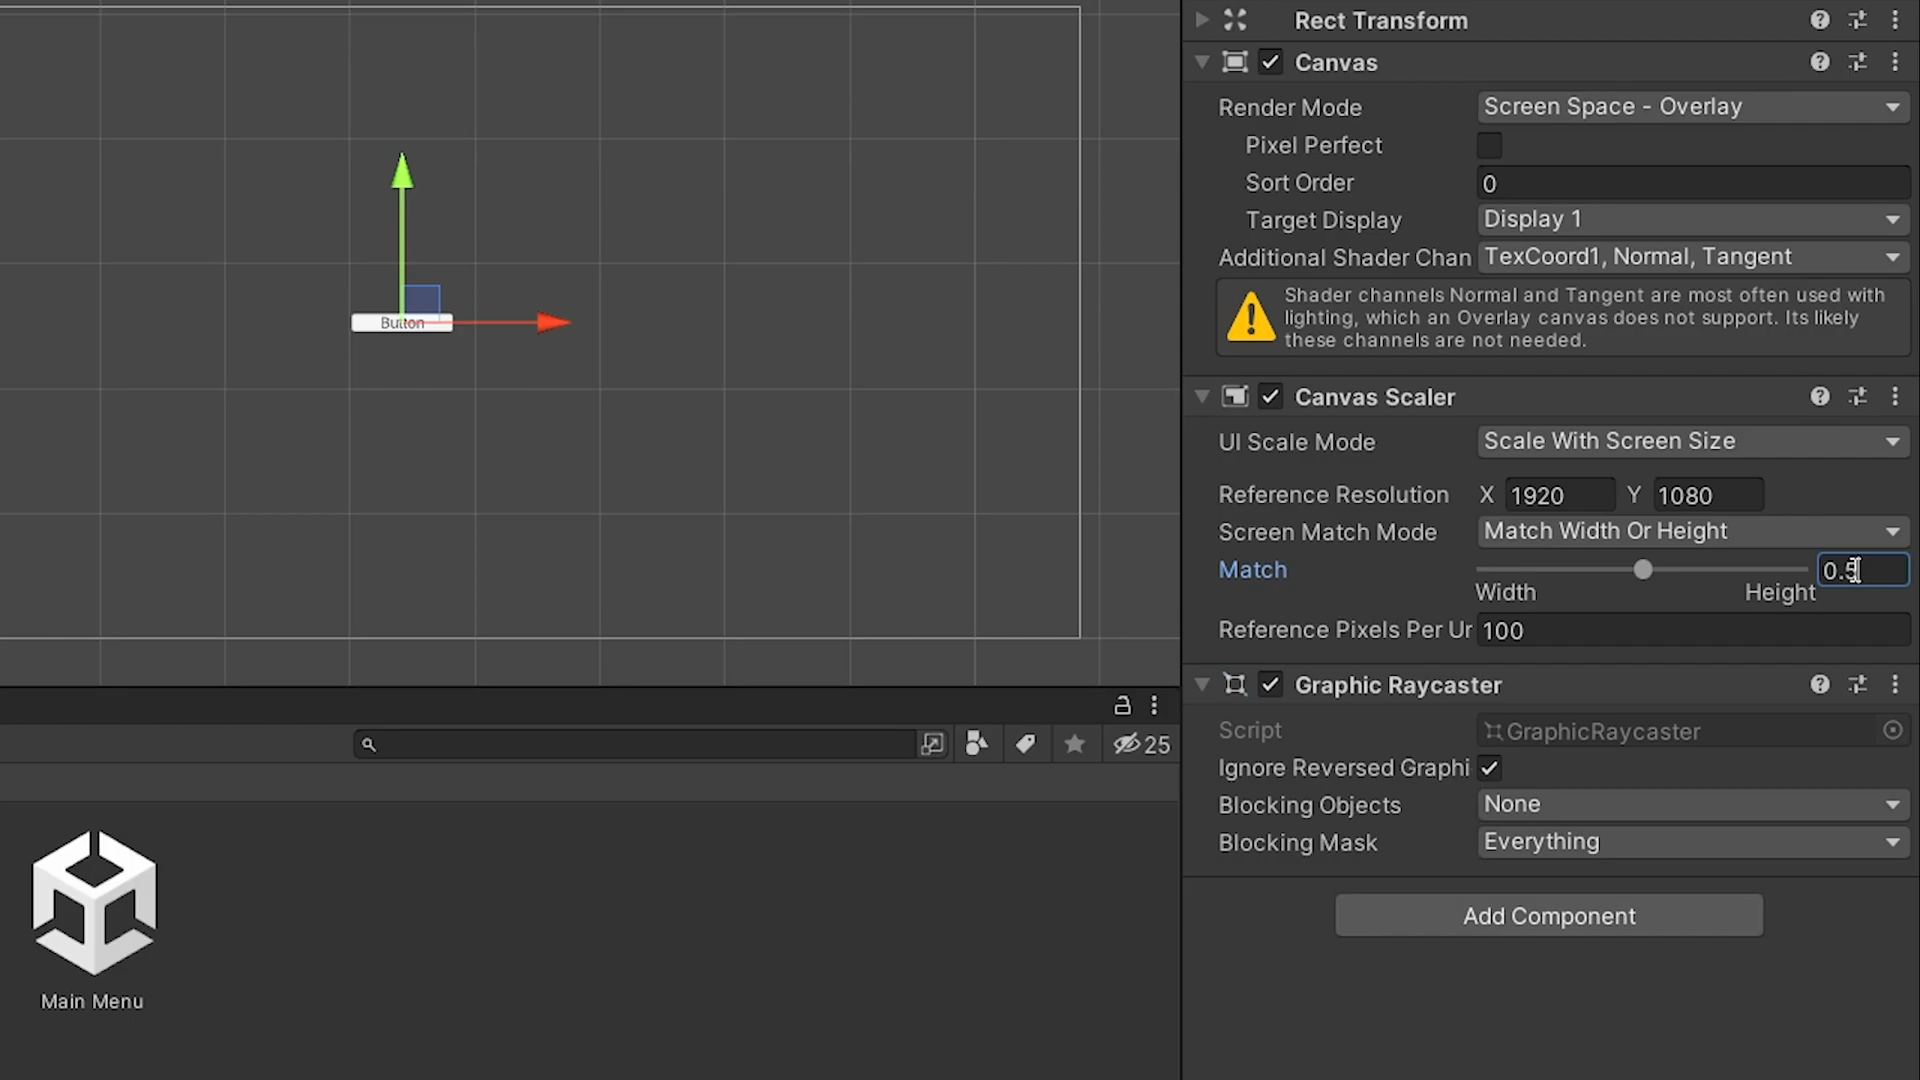 Rect Transform
Canvas
Render Mode Screen Space - Overlay
Pixel Perfect
Sort Order 0
Target Display Display 1
Additional Shader Chan TexCoord1, Normal, Tangent
Shader channels Normal and Tangent are most often used with
lighting, which an Overlay canvas does not support. Its likely
these channels are not needed.
Button
Canvas Scaler
UI Scale Mode Scale With Screen Size
Reference Resolution X 1920 Y 1080
Screen Match Mode Match Width Or Height
Match 0.5
Width Height
Reference Pixels Per Ur 100
Graphic Raycaster
Script GraphicRaycaster
Ignore Reversed Graphi
Blocking Objects None
Blocking Mask Everything
Add Component
25
Main Menu